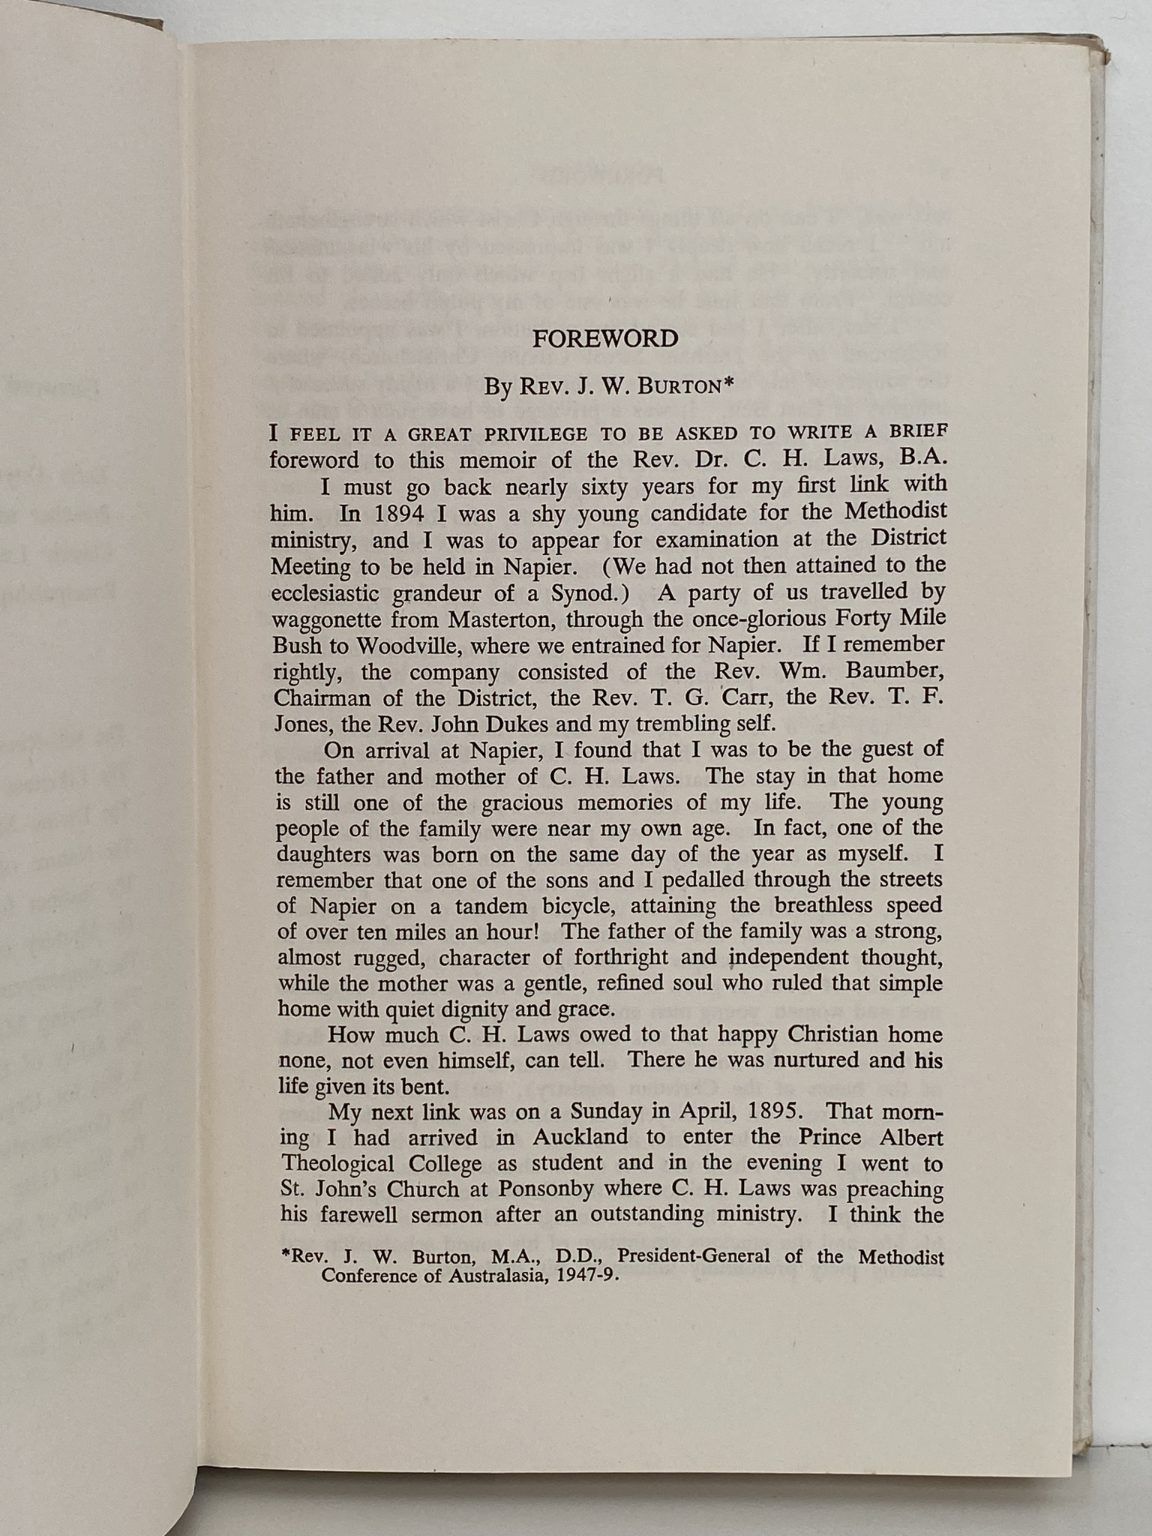 FOREWORD
By REV. J. W. BURTON*
I FEEL IT A GREAT PRIVILEGE TO BE ASKED TO WRITE A BRIEF
foreword to this memoir of the Rev. Dr. C. H. Laws, B.A.
I must go back nearly sixty years for my first link with
him. In 1894 I was a shy young candidate for the Methodist
ministry, and I was to appear for examination at the District
Meeting to be held in Napier. (We had not then attained to the
ecclesiastic grandeur of a Synod.) A party of us travelled by
waggonette from Masterton, through the once-glorious Forty Mile
Bush to Woodville, where we entrained for Napier. If I remember
rightly, the company consisted of the Rev. Wm. Baumber,
Chairman of the District, the Rev. T. G. Carr, the Rev. T. F.
Jones, the Rev. John Dukes and my trembling self.
On arrival at Napier, I found that I was to be the guest of
the father and mother of C. H. Laws. The stay in that home
is still one of the gracious memories of my life. The young
people of the family were near my own age. In fact, one of the
daughters was born on the same day of the year as myself. I
remember that one of the sons and I pedalled through the streets
of Napier on a tandem bicycle, attaining the breathless speed
of over ten miles an hour! The father of the family was a strong,
almost rugged, character of forthright and independent thought,
while the mother was a gentle, refined soul who ruled that simple
home with quiet dignity and grace.
How much C. H. Laws owed to that happy Christian home
none, not even himself, can tell. There he was nurtured and his
life given its bent.
My next link was on a Sunday in April, 1895. That morn-
ing I had arrived in Auckland to enter the Prince Albert
Theological College as student and in the evening I went to
St. John's Church at Ponsonby where C. H. Laws was preaching
his farewell sermon after an outstanding ministry. I think the
*Rev. J. W. Burton, M.A., D.D., President-General of the Methodist
Conference of Australasia, 1947-9.